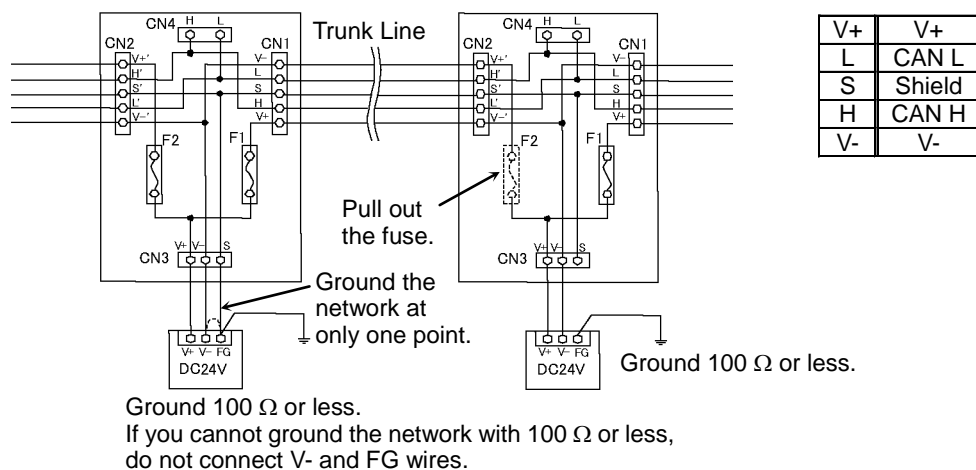 CN4 H L
Trunk Line
CN2
CN1
V+'
H'
S'
L'
V-'
V-
L
S
H
V+
F2
F1
V+ V- S
CN3
V+ V- FG
DC24V
Ground the
network at
only one point.
Ground 100 Ω or less.
If you cannot ground the network with 100 Ω or less,
do not connect V- and FG wires.
CN4 H L
CN2
CN1
V+'
H'
S'
L'
V-'
V-
L
S
H
V+
F2
F1
Pull out
the fuse.
V+ V- S
CN3
V+ V- FG
DC24V
Ground 100 Ω or less.
V+ V+
L CAN L
S Shield
H CAN H
V- V-